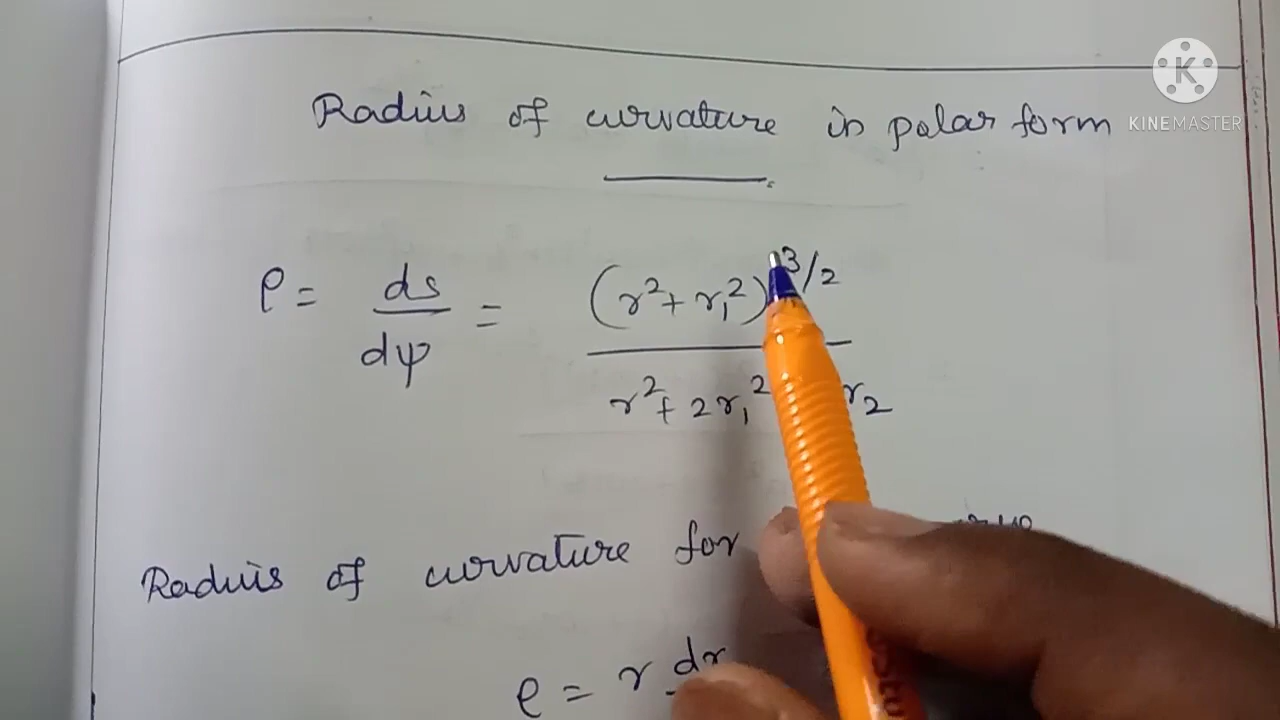 K
KINEMASTER
Radius of curvature in polar form
ρ = ds/dψ = (r²+ r₁²)^3/2 / r²+ 2r₁² r₂
Radius of curvature for
ρ = r dr